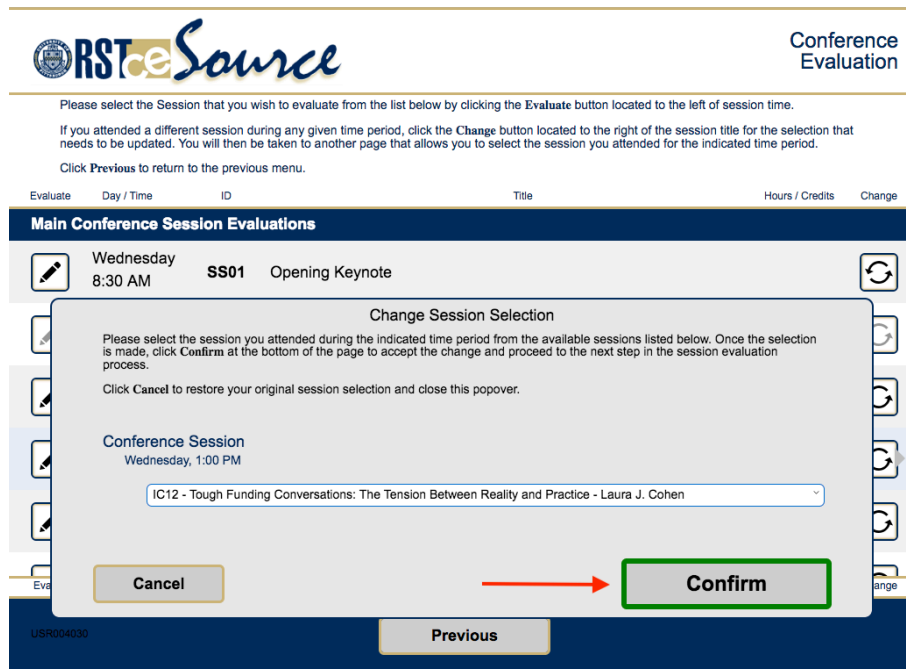 RSTceSource
Conference
Evaluation
Please select the Session that you wish to evaluate from the list below by clicking the Evaluate button located to the left of session time.
If you attended a different session during any given time period, click the Change button located to the right of the session title for the selection that
needs to be updated. You will then be taken to another page that allows you to select the session you attended for the indicated time period.
Click Previous to return to the previous menu.
Evaluate Day / Time ID Title Hours / Credits Change
Main Conference Session Evaluations
Wednesday
8:30 AM SS01 Opening Keynote
Change Session Selection
Please select the session you attended during the indicated time period from the available sessions listed below. Once the selection
is made, click Confirm at the bottom of the page to accept the change and proceed to the next step in the session evaluation
process.
Click Cancel to restore your original session selection and close this popover.
Conference Session
Wednesday, 1:00 PM
IC12 - Tough Funding Conversations: The Tension Between Reality and Practice - Laura J. Cohen
Cancel Confirm
Eva ange
USR004030 Previous